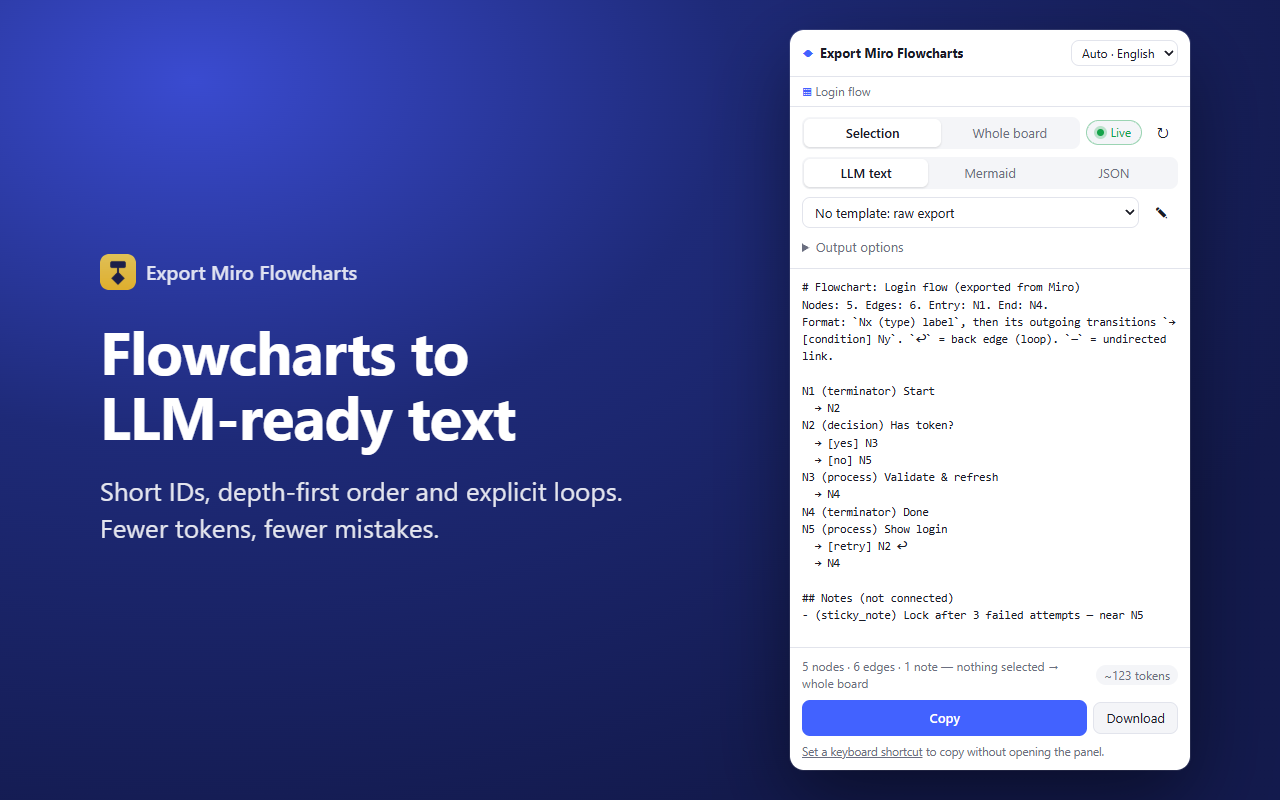 Export Miro Flowcharts
Flowcharts to
LLM-ready text
Short IDs, depth-first order and explicit loops.
Fewer tokens, fewer mistakes.
Export Miro Flowcharts
Auto · English
Login flow
Selection
Whole board
Live
LLM text
Mermaid
JSON
No template: raw export
Output options
# Flowchart: Login flow (exported from Miro)
Nodes: 5. Edges: 6. Entry: N1. End: N4.
Format: `Nx (type) label`, then its outgoing transitions `→
[condition] Ny`. `↩` = back edge (loop). `—` = undirected
link.
N1 (terminator) Start
→ N2
N2 (decision) Has token?
→ [yes] N3
→ [no] N5
N3 (process) Validate & refresh
→ N4
N4 (terminator) Done
N5 (process) Show login
→ [retry] N2 ↩
→ N4
## Notes (not connected)
- (sticky_note) Lock after 3 failed attempts — near N5
5 nodes · 6 edges · 1 note — nothing selected →
whole board
~123 tokens
Copy
Download
Set a keyboard shortcut to copy without opening the panel.